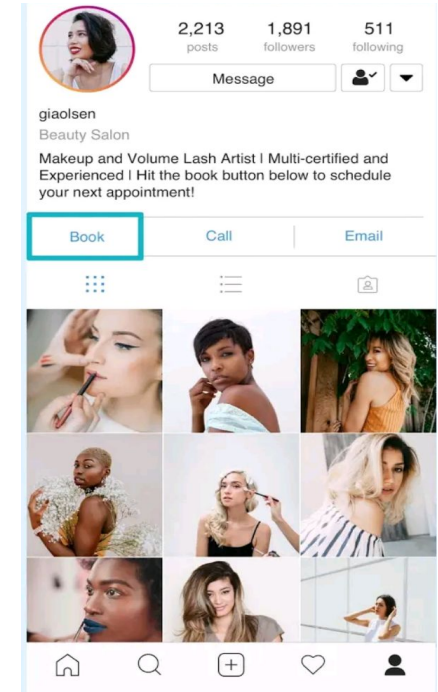 2,213 1,891 511
posts followers following
Message
giaolsen
Beauty Salon
Makeup and Volume Lash Artist | Multi-certified and
Experienced | Hit the book button below to schedule
your next appointment!
Book Call Email